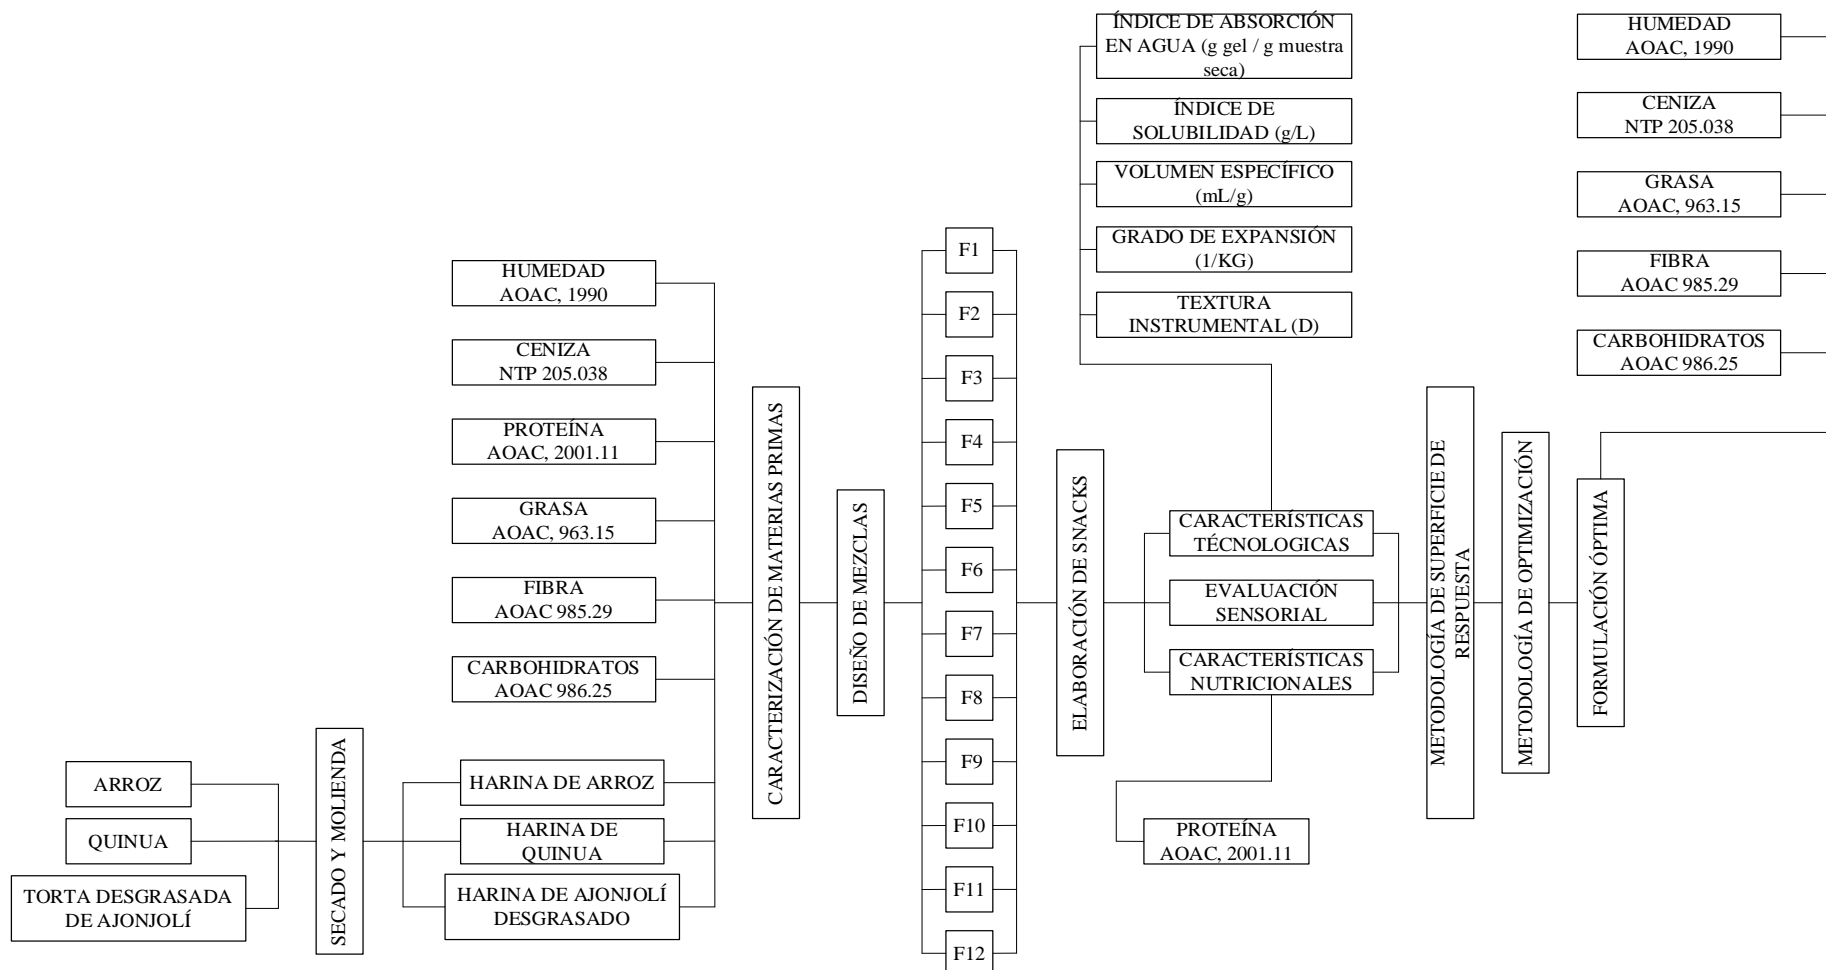 ARROZ
QUINUA
TORTA DESGRASADA
DE AJONJOLÍ
SECADO Y MOLIENDA
HUMEDAD
AOAC, 1990
CENIZA
NTP 205.038
PROTEÍNA
AOAC, 2001.11
GRASA
AOAC, 963.15
FIBRA
AOAC 985.29
CARBOHIDRATOS
AOAC 986.25
HARINA DE ARROZ
HARINA DE
QUINUA
HARINA DE AJONJOLÍ
DESGRASADO
CARACTERIZACIÓN DE MATERIAS PRIMAS
DISEÑO DE MEZCLAS
F1
F2
F3
F4
F5
F6
F7
F8
F9
F10
F11
F12
ELABORACIÓN DE SNACKS
ÍNDICE DE ABSORCIÓN
EN AGUA (g gel / g muestra
seca)
ÍNDICE DE
SOLUBILIDAD (g/L)
VOLUMEN ESPECÍFICO
(mL/g)
GRADO DE EXPANSIÓN
(1/KG)
TEXTURA
INSTRUMENTAL (D)
CARACTERÍSTICAS
TÉCNOLOGICAS
EVALUACIÓN
SENSORIAL
CARACTERÍSTICAS
NUTRICIONALES
PROTEÍNA
AOAC, 2001.11
METODOLOGÍA DE SUPERFICIE DE
RESPUESTA
METODOLOGÍA DE OPTIMIZACIÓN
FORMULACIÓN ÓPTIMA
HUMEDAD
AOAC, 1990
CENIZA
NTP 205.038
GRASA
AOAC, 963.15
FIBRA
AOAC 985.29
CARBOHIDRATOS
AOAC 986.25